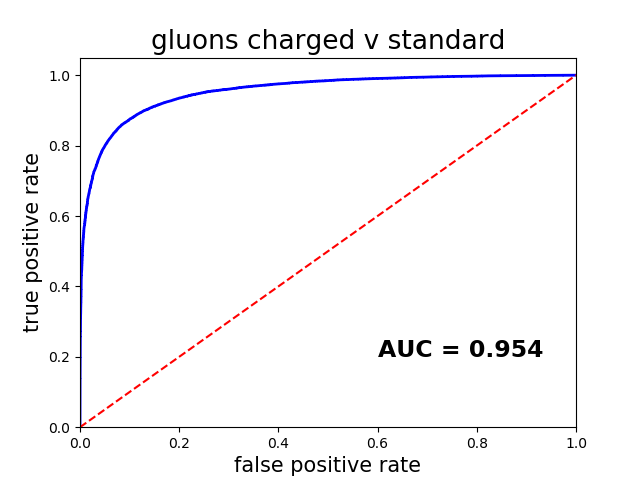 gluons charged v standard
true positive rate
1.0
0.8
0.6
0.4
0.2
0.0
AUC = 0.954
0.0 0.2 0.4 0.6 0.8 1.0
false positive rate